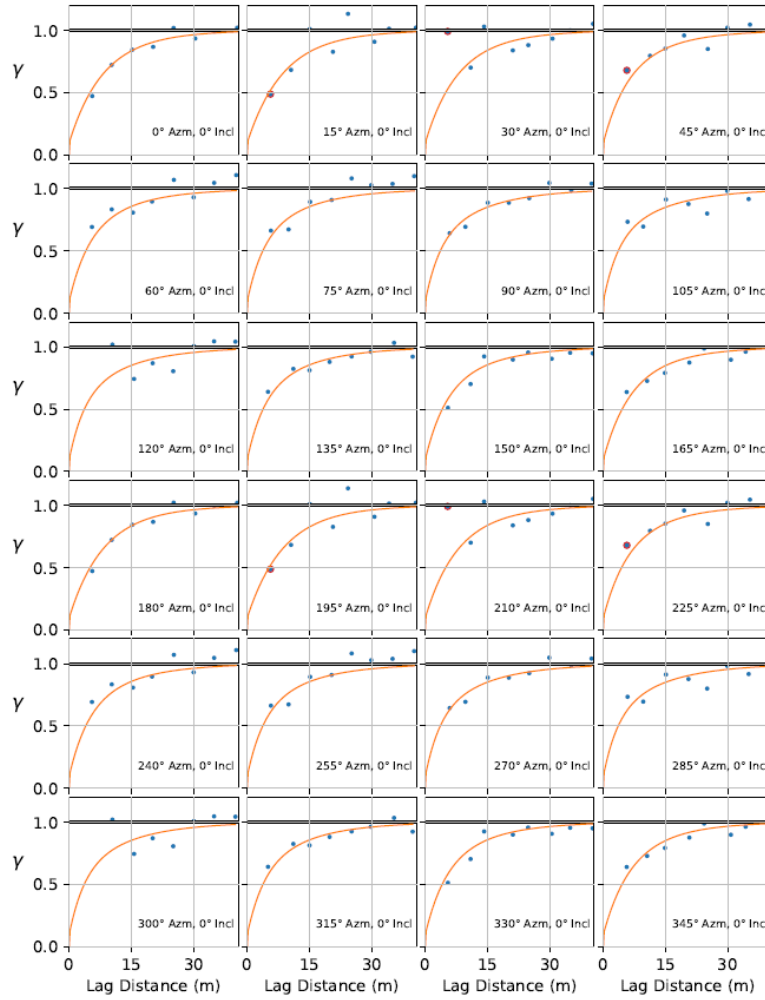 1.0
γ
0.5
0.0
0° Azm, 0° Incl
15° Azm, 0° Incl
30° Azm, 0° Incl
45° Azm, 0° Incl
1.0
γ
0.5
0.0
60° Azm, 0° Incl
75° Azm, 0° Incl
90° Azm, 0° Incl
105° Azm, 0° Incl
1.0
γ
0.5
0.0
120° Azm, 0° Incl
135° Azm, 0° Incl
150° Azm, 0° Incl
165° Azm, 0° Incl
1.0
γ
0.5
0.0
180° Azm, 0° Incl
195° Azm, 0° Incl
210° Azm, 0° Incl
225° Azm, 0° Incl
1.0
γ
0.5
0.0
240° Azm, 0° Incl
255° Azm, 0° Incl
270° Azm, 0° Incl
285° Azm, 0° Incl
1.0
γ
0.5
0.0
300° Azm, 0° Incl
315° Azm, 0° Incl
330° Azm, 0° Incl
345° Azm, 0° Incl
0 15 30 0 15 30 0 15 30 0 15 30
Lag Distance (m) Lag Distance (m) Lag Distance (m) Lag Distance (m)